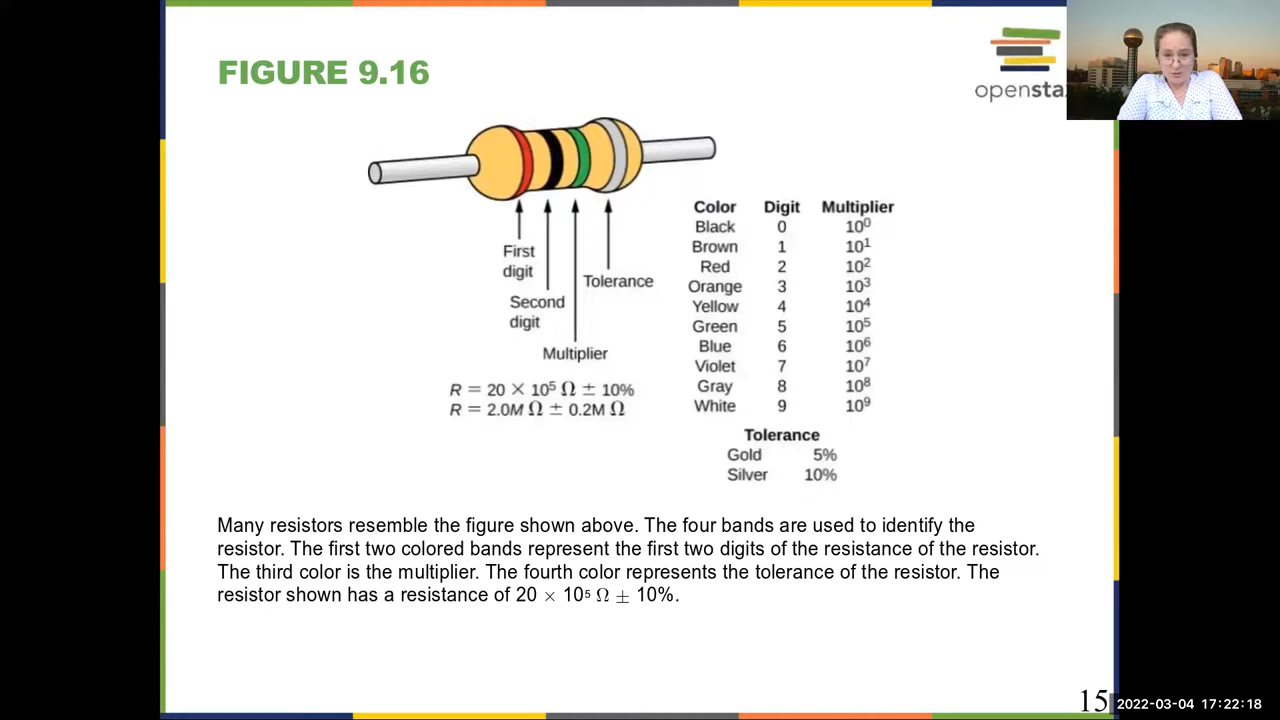 FIGURE 9.16
openstax
First
digit
Second
digit
Multiplier
Tolerance
R = 20 × 10⁵ Ω ± 10%
R = 2.0M Ω ± 0.2M Ω
Color Digit Multiplier
Black 0 10⁰
Brown 1 10¹
Red 2 10²
Orange 3 10³
Yellow 4 10⁴
Green 5 10⁵
Blue 6 10⁶
Violet 7 10⁷
Gray 8 10⁸
White 9 10⁹
Tolerance
Gold 5%
Silver 10%
Many resistors resemble the figure shown above. The four bands are used to identify the
resistor. The first two colored bands represent the first two digits of the resistance of the resistor.
The third color is the multiplier. The fourth color represents the tolerance of the resistor. The
resistor shown has a resistance of 20 × 10⁵ Ω ± 10%.
15
2022-03-04 17:22:18